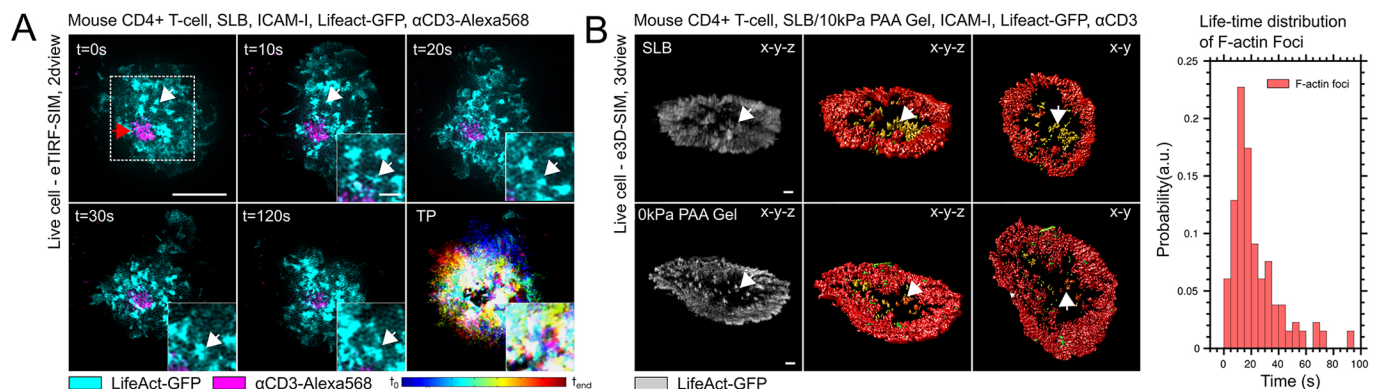 A
Mouse CD4+ T-cell, SLB, ICAM-I, Lifeact-GFP, αCD3-Alexa568
Live cell - eTIRF-SIM, 2dview
t=0s
t=10s
t=20s
t=30s
t=120s
TP
LifeAct-GFP
αCD3-Alexa568
t0
tend
B
Mouse CD4+ T-cell, SLB/10kPa PAA Gel, ICAM-I, Lifeact-GFP, αCD3
Live cell - e3D-SIM, 3dview
SLB
x-y-z
x-y-z
x-y
0kPa PAA Gel
x-y-z
x-y-z
x-y
LifeAct-GFP
Life-time distribution
of F-actin Foci
F-actin foci
Probability(a.u.)
0.25
0.2
0.15
0.1
0.05
0
0 20 40 60 80 100
Time (s)